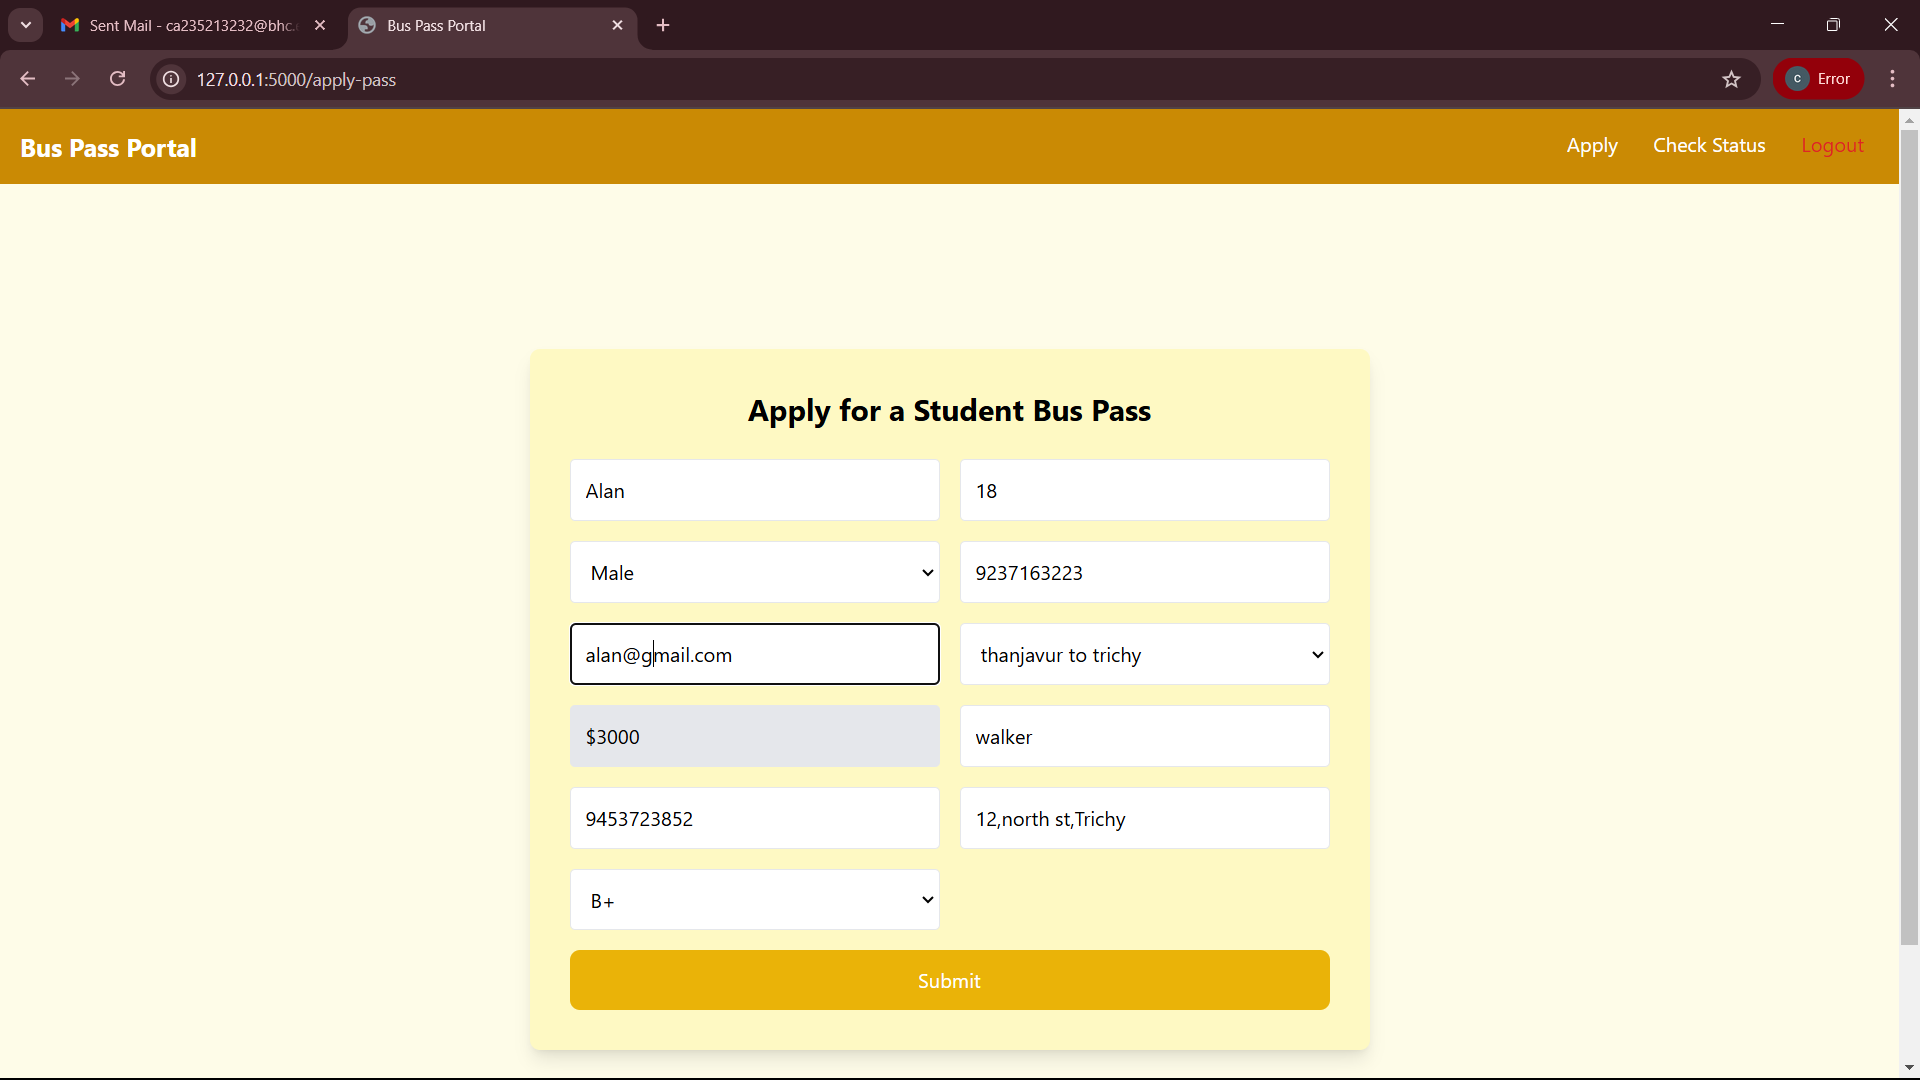 Sent Mail - ca235213232@bhc.
Bus Pass Portal
127.0.0.1:5000/apply-pass
C Error
Bus Pass Portal
Apply Check Status Logout
Apply for a Student Bus Pass
Alan 18
Male 9237163223
alan@gmail.com thanjavur to trichy
$3000 walker
9453723852 12,north st,Trichy
B+
Submit